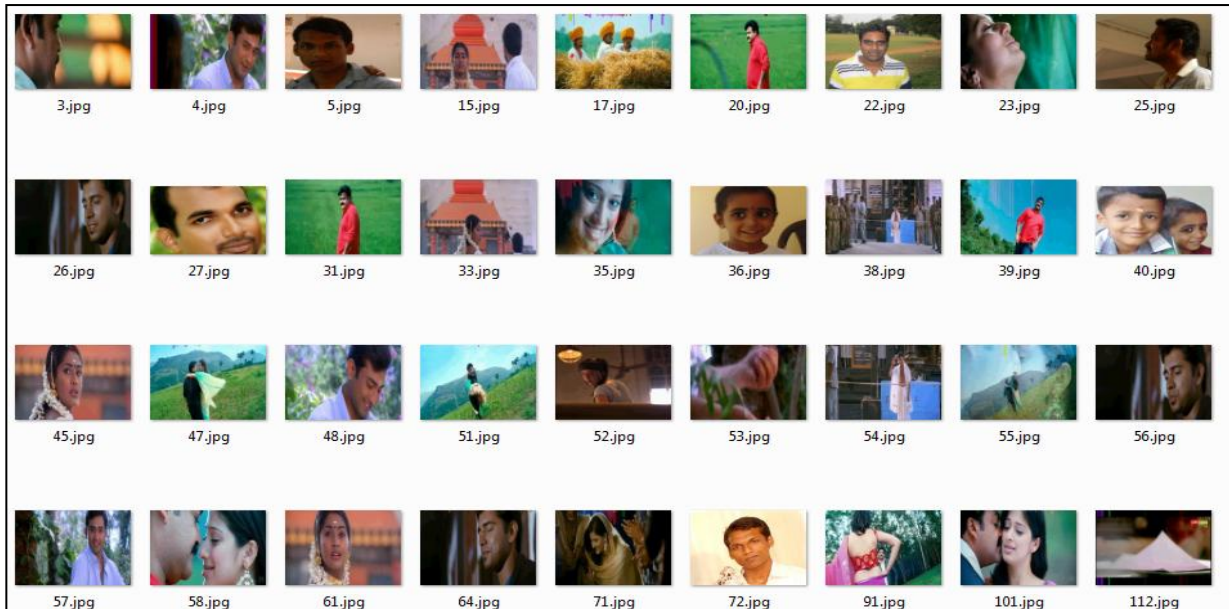 3.jpg 4.jpg 5.jpg 15.jpg 17.jpg 20.jpg 22.jpg 23.jpg 25.jpg
26.jpg 27.jpg 31.jpg 33.jpg 35.jpg 36.jpg 38.jpg 39.jpg 40.jpg
45.jpg 47.jpg 48.jpg 51.jpg 52.jpg 53.jpg 54.jpg 55.jpg 56.jpg
57.jpg 58.jpg 61.jpg 64.jpg 71.jpg 72.jpg 91.jpg 101.jpg 112.jpg